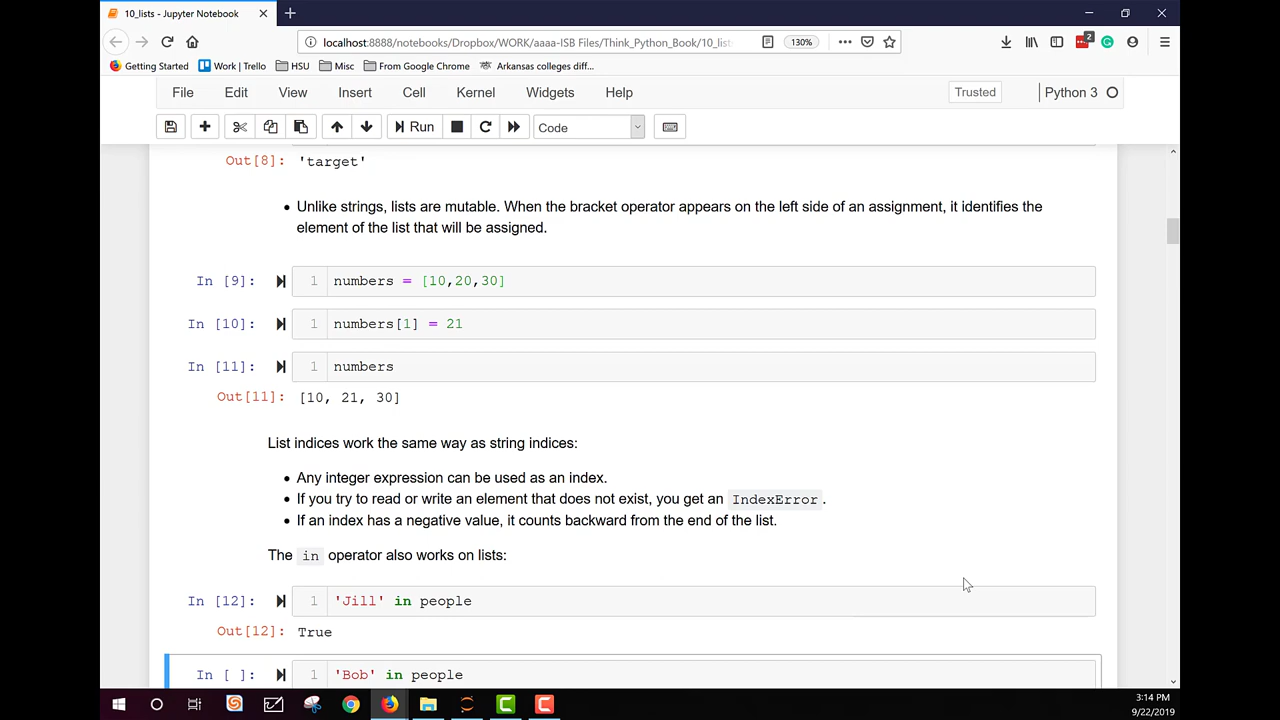 10_lists - Jupyter Notebook
localhost:8888/notebooks/Dropbox/WORK/aaaa-ISB Files/Think_Python_Book/10_lists
130%
2
Getting Started
Work | Trello
HSU
Misc
From Google Chrome
Arkansas colleges diff...
File Edit View Insert Cell Kernel Widgets Help
Trusted
Python 3
Run
Code
Out[8]: 'target'
Unlike strings, lists are mutable. When the bracket operator appears on the left side of an assignment, it identifies the
element of the list that will be assigned.
In [9]: 1 numbers = [10,20,30]
In [10]: 1 numbers[1] = 21
In [11]: 1 numbers
Out[11]: [10, 21, 30]
List indices work the same way as string indices:
Any integer expression can be used as an index.
If you try to read or write an element that does not exist, you get an IndexError.
If an index has a negative value, it counts backward from the end of the list.
The in operator also works on lists:
In [12]: 1 'Jill' in people
Out[12]: True
In [ ]: 1 'Bob' in people
3:14 PM
9/22/2019